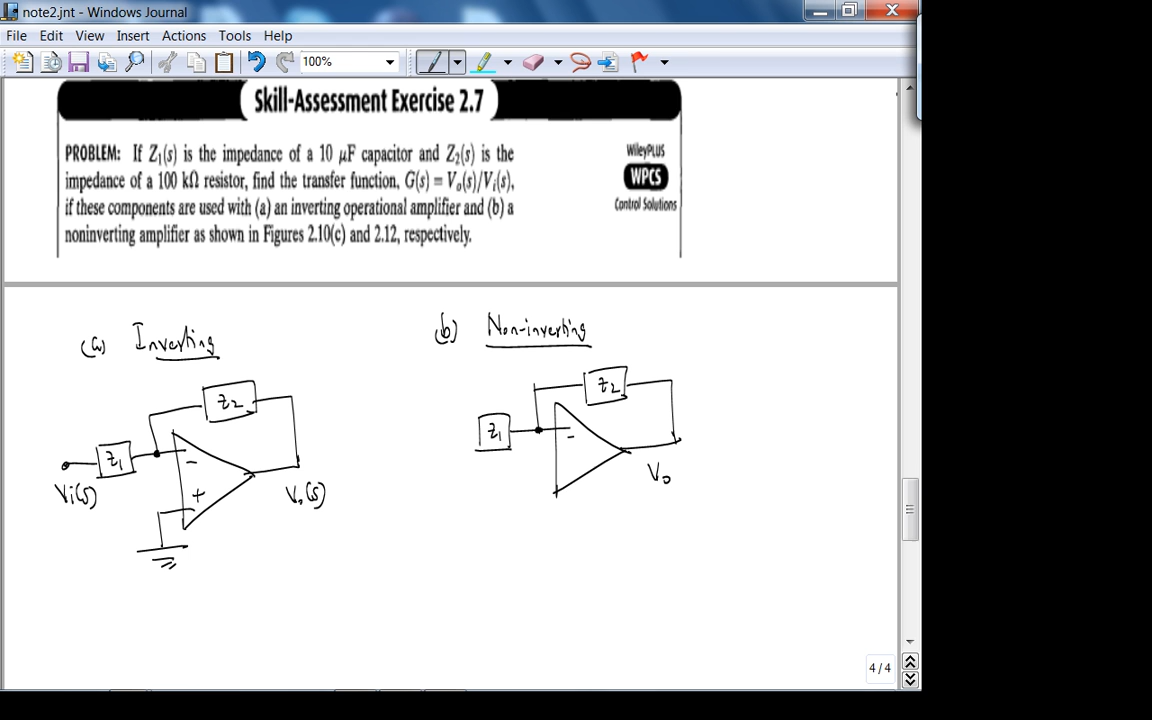 note2.jnt - Windows Journal
File Edit View Insert Actions Tools Help
100%
Skill-Assessment Exercise 2.7
PROBLEM: If Z₁(s) is the impedance of a 10 μF capacitor and Z₂(s) is the
impedance of a 100 kΩ resistor, find the transfer function, G(s) = Vₒ(s)/Vᵢ(s),
if these components are used with (a) an inverting operational amplifier and (b) a
noninverting amplifier as shown in Figures 2.10(c) and 2.12, respectively.
WileyPLUS
WPCS
Control Solutions
(a) Inverting
Z2
Z1
-
+
Vi(s)
Vo(s)
(b) Non-inverting
Z2
Z1
-
Vo
4 / 4